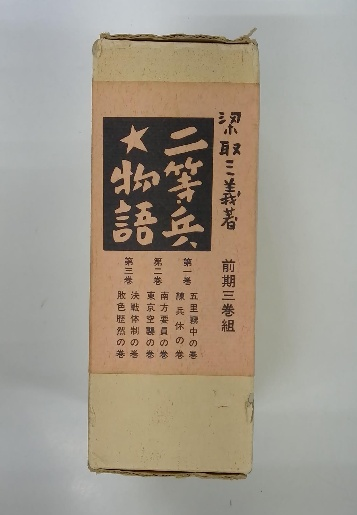 梁取三義著
前期三巻組
二等兵
★物語
第一巻 五里霧中の巻
練兵休の巻
第二巻 南方要員の巻
東京空襲の巻
第三巻 決戦体制の巻
敗色歴然の巻